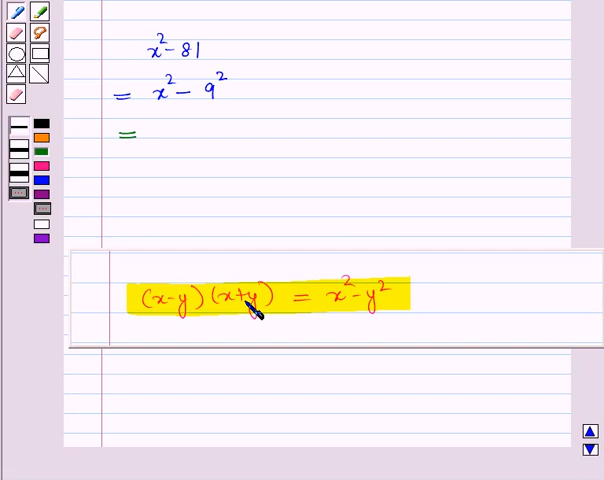 x² - 81
= x² - 9²
=
(x-y)(x+y) = x² - y²